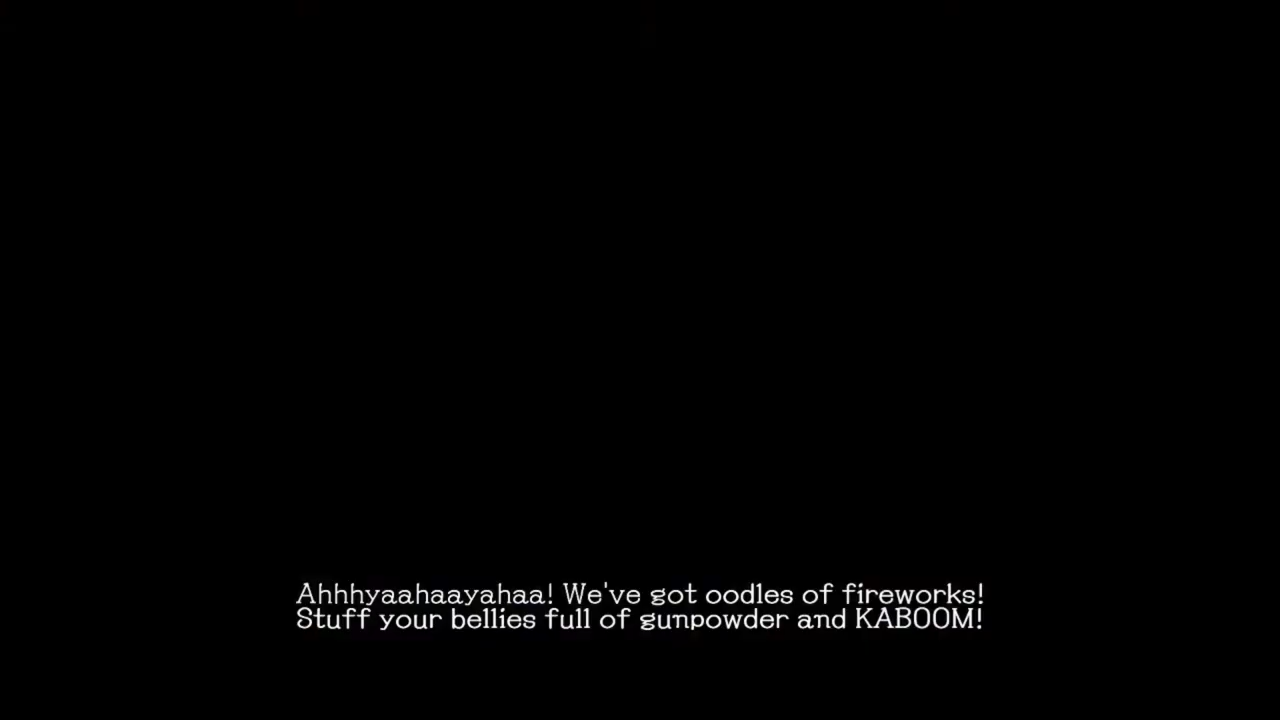 Ahhhyaahaayahaa! We've got oodles of fireworks!
Stuff your bellies full of gunpowder and KABOOM!